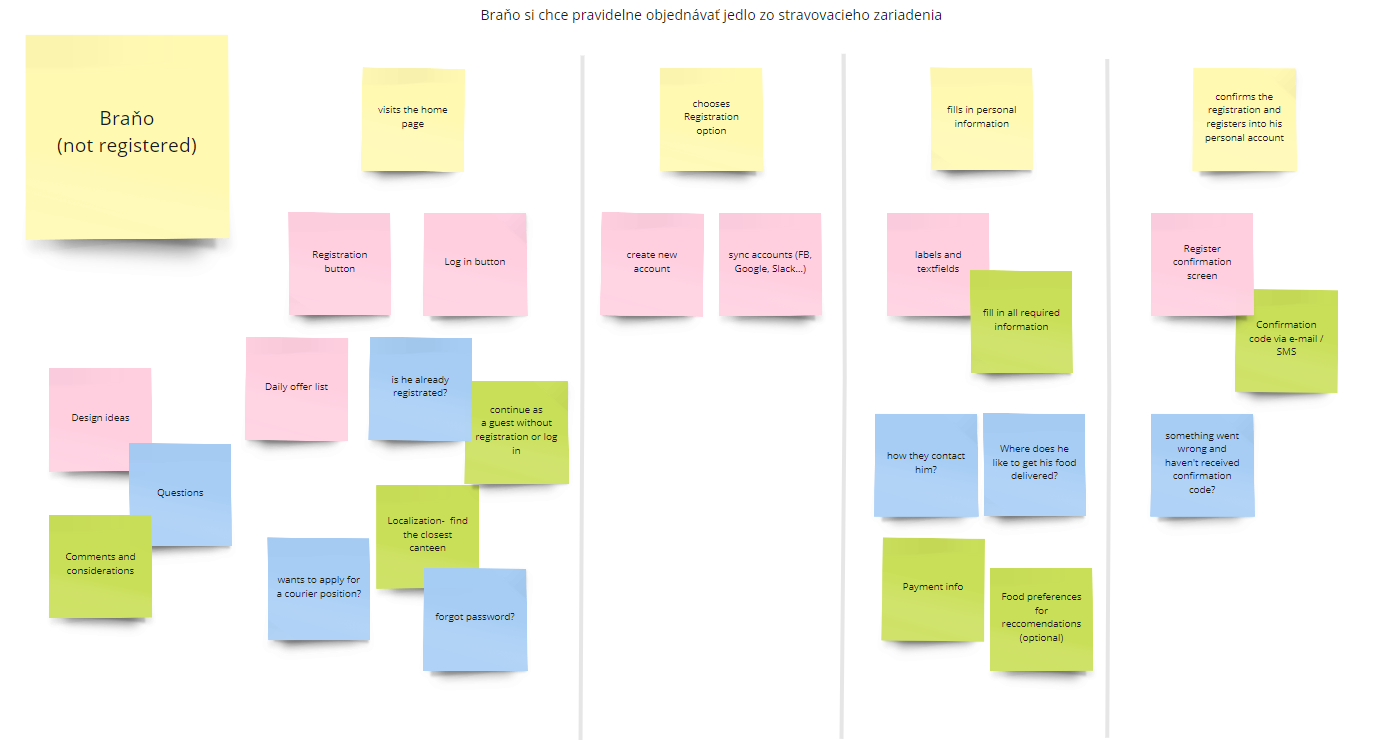 Braňo si chce pravidelne objednávať jedlo zo stravovacieho zariadenia
Braňo
(not registered)
visits the home
page
chooses
Registration
option
fills in personal
information
confirms the
registration and
registers into his
personal account
Registration
button
Log in button
create new
account
sync accounts (FB,
Google, Slack...)
labels and
textfields
fill in all required
information
Register
confirmation
screen
Confirmation
code via e-mail /
SMS
Design ideas
Questions
Comments and
considerations
Daily offer list
is he already
registrated?
continue as
a guest without
registration or log
in
Localization- find
the closest
canteen
wants to apply for
a courier position?
forgot password?
how they contact
him?
Where does he
like to get his food
delivered?
Payment info
Food preferences
for
reccomendations
(optional)
something went
wrong and
haven't received
confirmation
code?